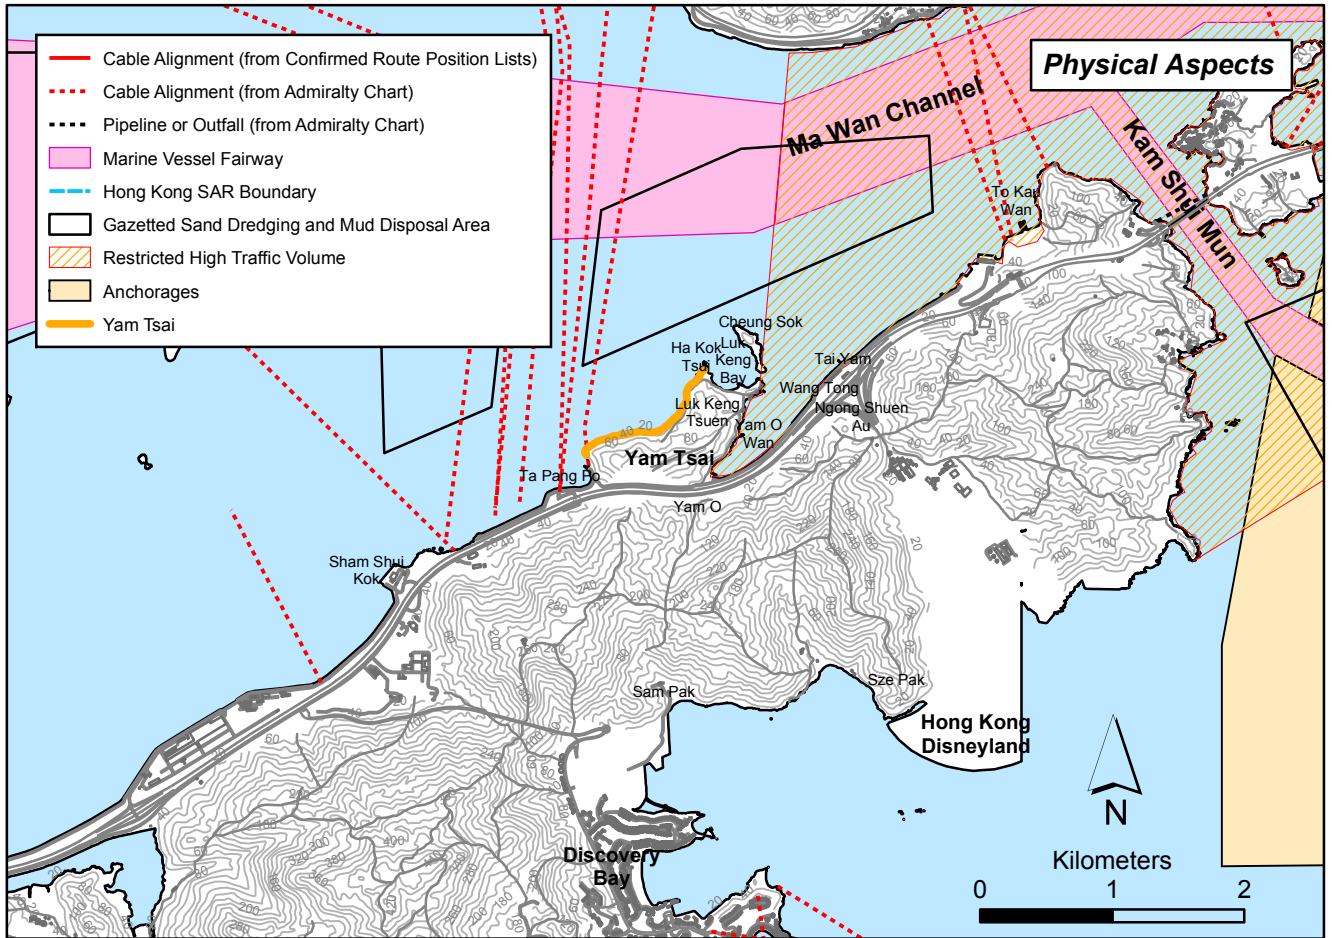 Cable Alignment (from Confirmed Route Position Lists)
Cable Alignment (from Admiralty Chart)
Pipeline or Outfall (from Admiralty Chart)
Marine Vessel Fairway
Hong Kong SAR Boundary
Gazetted Sand Dredging and Mud Disposal Area
Restricted High Traffic Volume
Anchorages
Yam Tsai
Physical Aspects
Ma Wan Channel
Kam Shui Mun
To Kau
Wan
Cheung Sok
Luk
Keng
Bay
Ha Kok
Tsui
Tai Yam
Wang Tong
Luk Keng
Tsuen
Ngong Shuen
Au
Yam O
Wan
Yam Tsai
Ta Pang Po
Yam O
Sham Shui
Kok
Sam Pak
Sze Pak
Hong Kong
Disneyland
Discovery
Bay
N
Kilometers
0 1 2